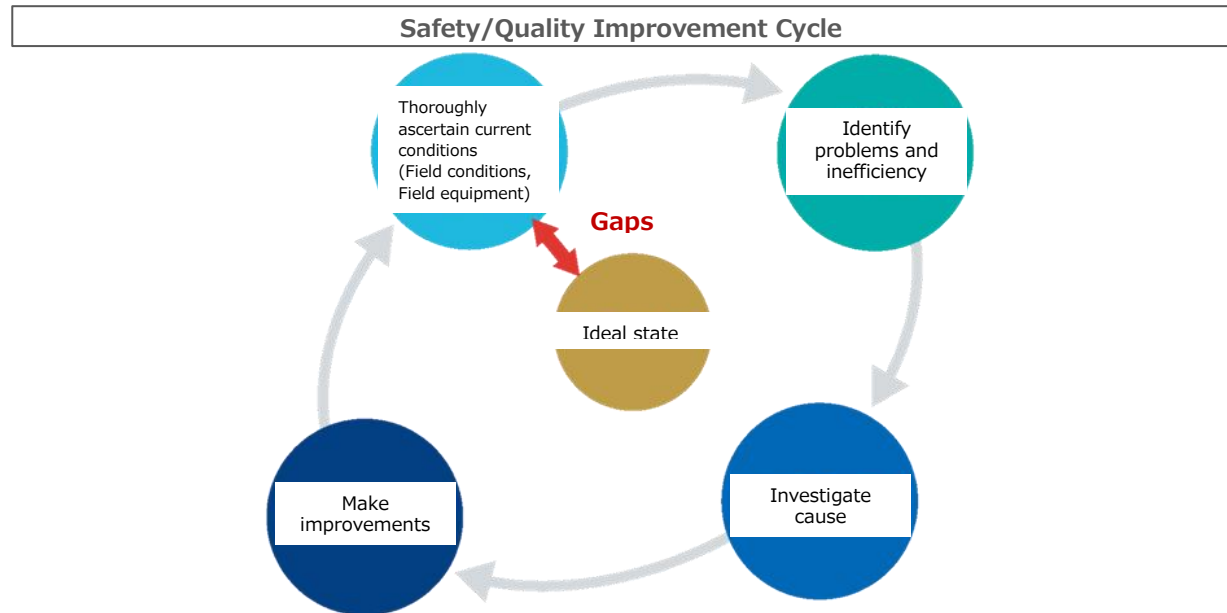 Safety/Quality Improvement Cycle
Thoroughly
ascertain current
conditions
(Field conditions,
Field equipment)
Identify
problems and
inefficiency
Gaps
Ideal state
Investigate
cause
Make
improvements